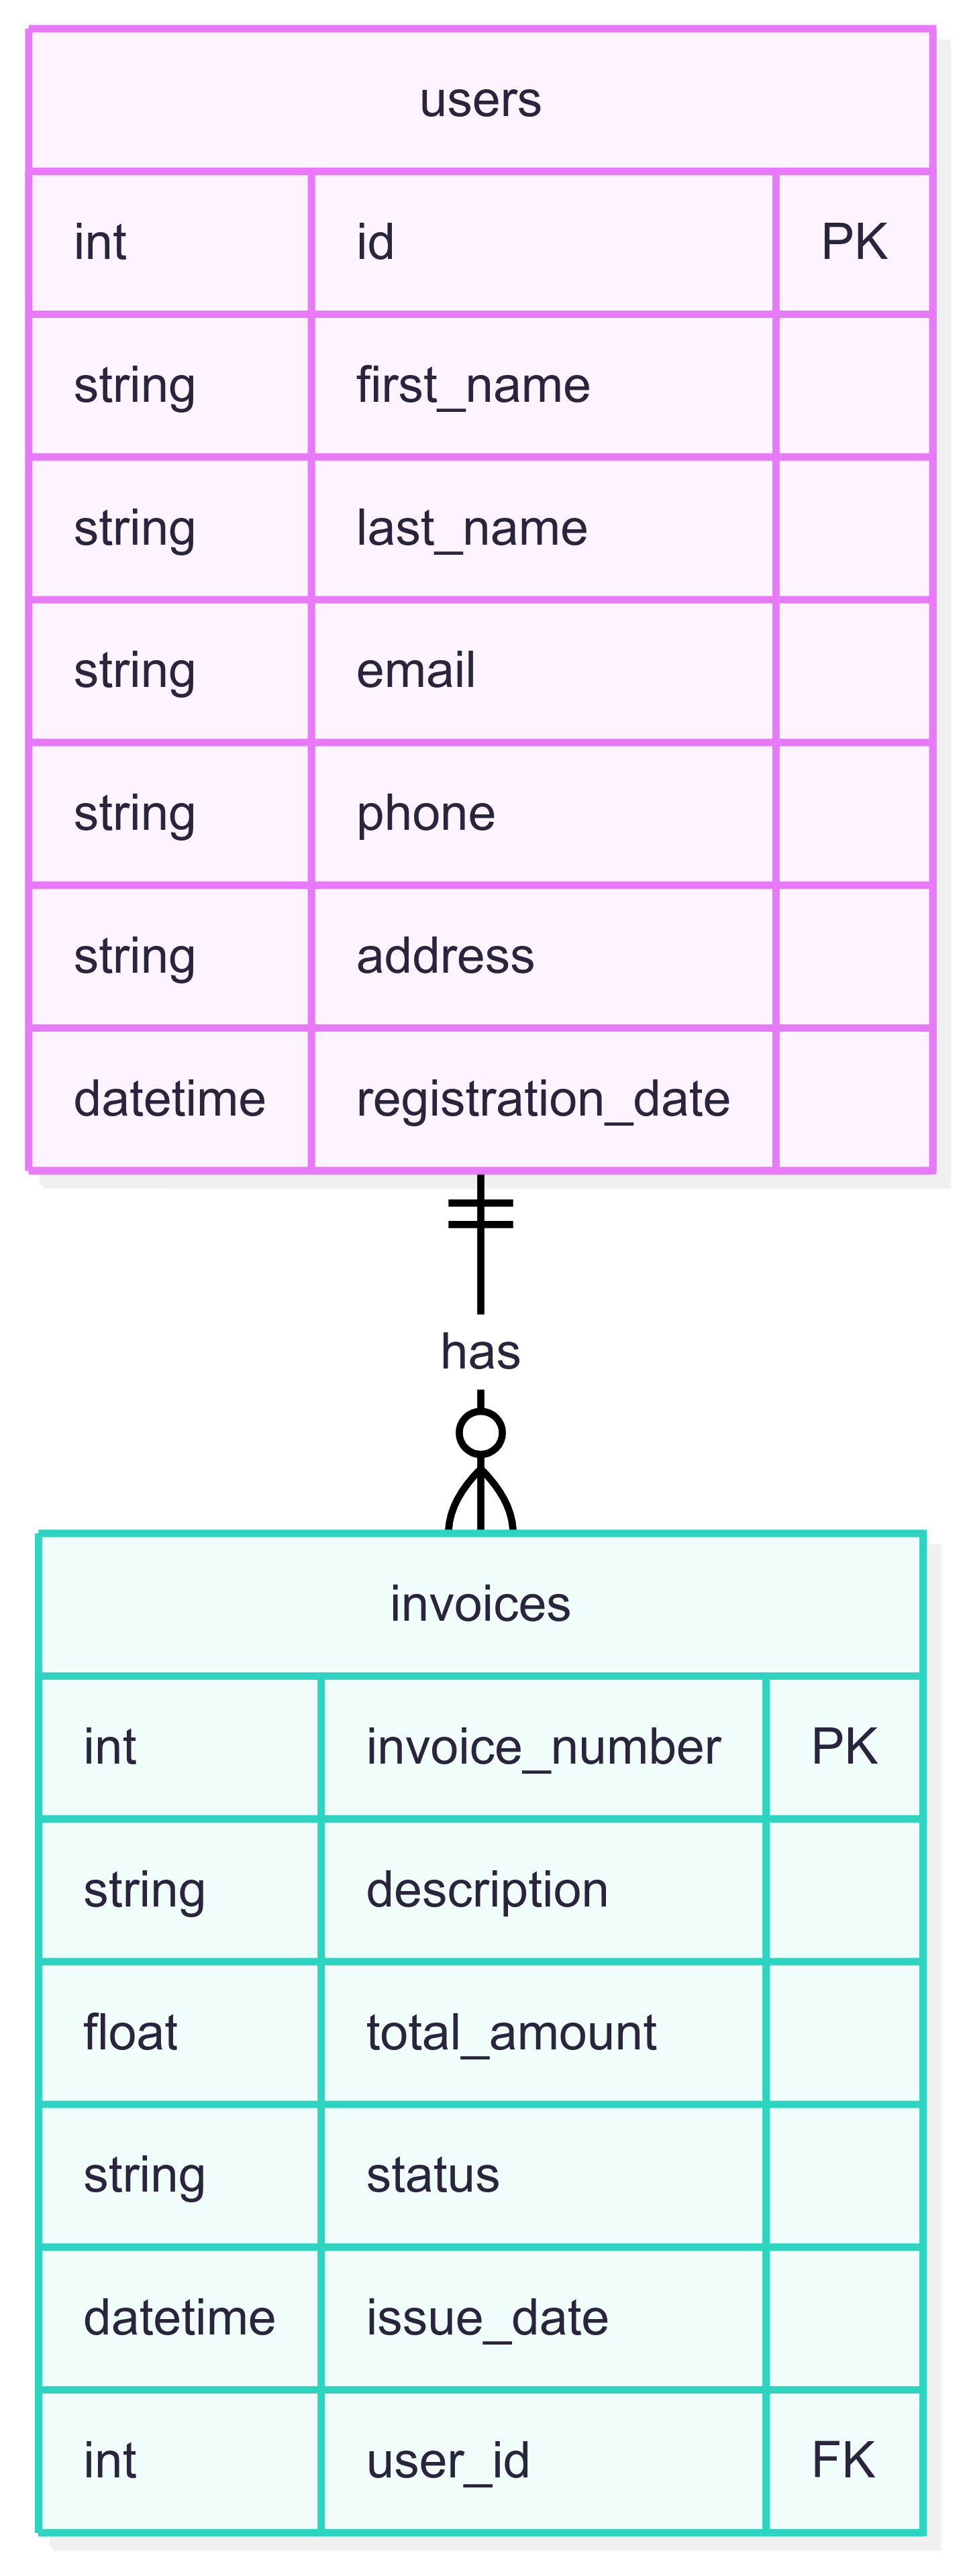 users
int id PK
string first_name
string last_name
string email
string phone
string address
datetime registration_date
has
invoices
int invoice_number PK
string description
float total_amount
string status
datetime issue_date
int user_id FK